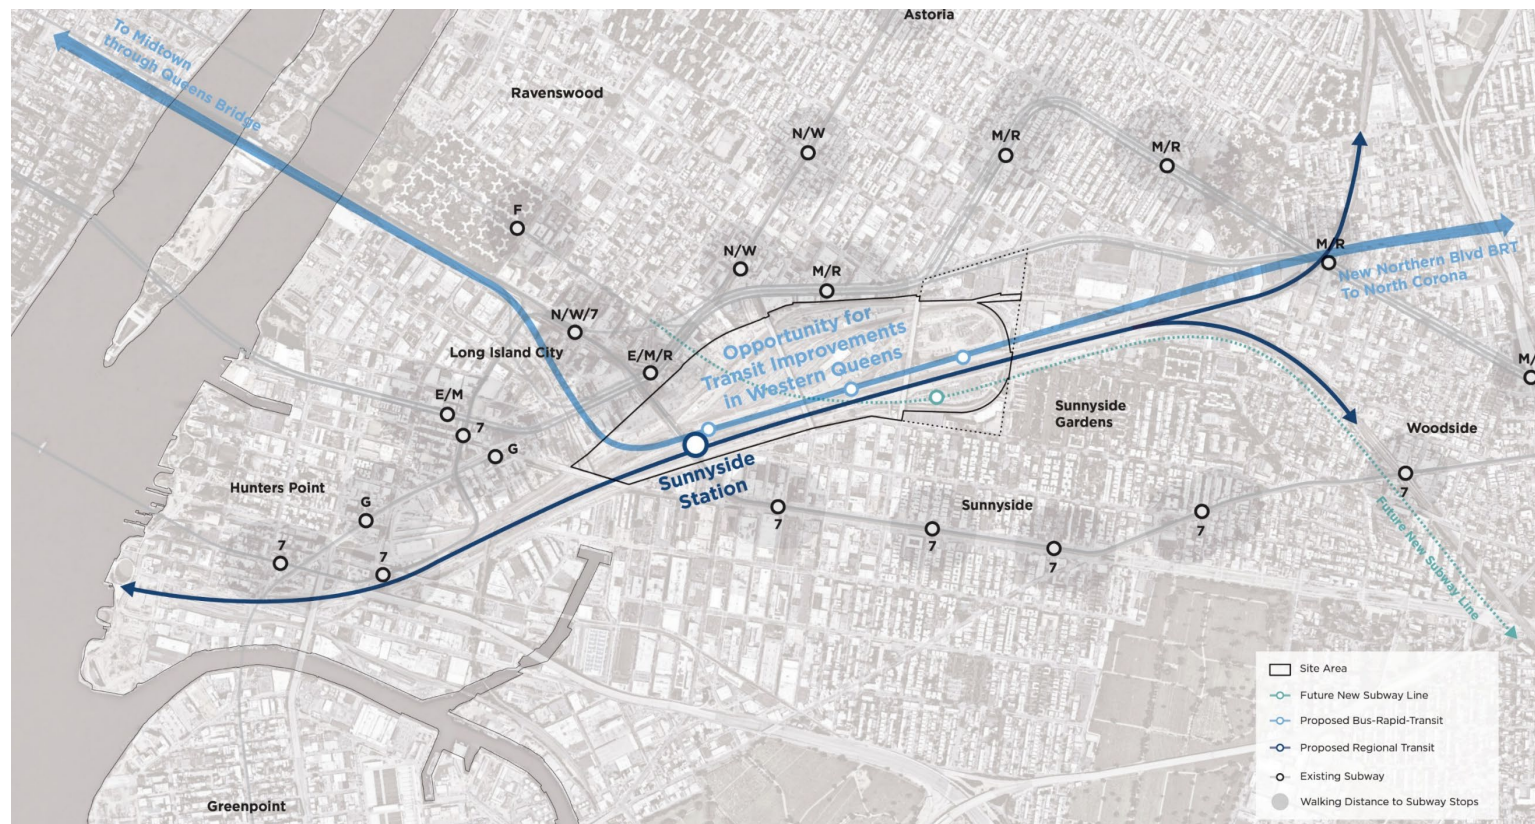 Astoria
To Midtown
through Queens Bridge
Ravenswood
N/W
M/R
M/R
F
N/W
M/R
M/R
New Northern Blvd BRT
To North Corona
N/W/7
Long Island City
E/M/R
Opportunity for
Transit Improvements
in Western Queens
E/M
7
G
Sunnyside
Gardens
Woodside
M/
Sunnyside
Station
Hunters Point
G
7
7
7
Sunnyside
7
7
7
7
Future New Subway Line
Greenpoint
Site Area
Future New Subway Line
Proposed Bus-Rapid-Transit
Proposed Regional Transit
Existing Subway
Walking Distance to Subway Stops